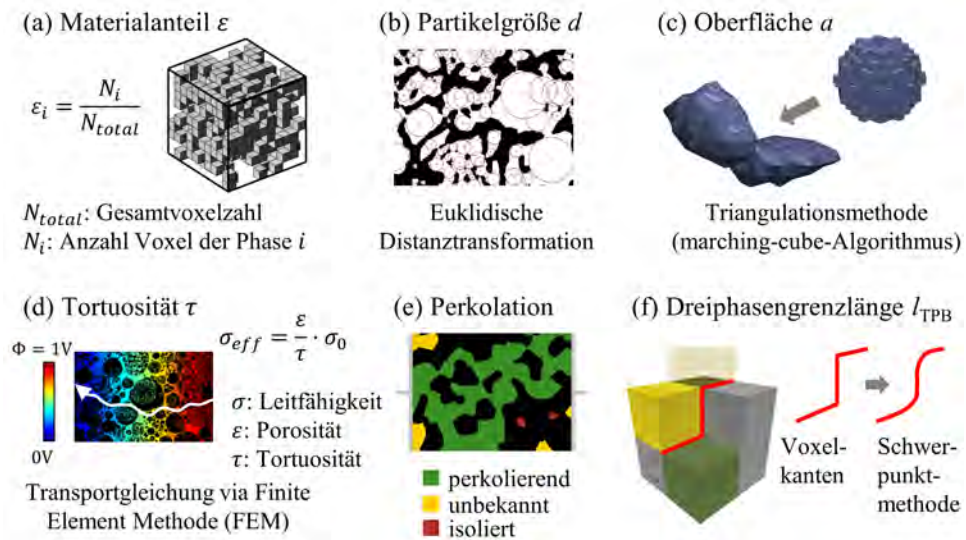 (a) Materialanteil ε
ε_i = N_i / N_total
N_total: Gesamtvoxelzahl
N_i: Anzahl Voxel der Phase i
(b) Partikelgröße d
Euklidische
Distanztransformation
(c) Oberfläche a
Triangulationsmethode
(marching-cube-Algorithmus)
(d) Tortuosität τ
Φ = 1V
0V
σ_eff = ε / τ · σ_0
σ: Leitfähigkeit
ε: Porosität
τ: Tortuosität
Transportgleichung via Finite
Element Methode (FEM)
(e) Perkolation
perkolierend
unbekannt
isoliert
(f) Dreiphasengrenzlänge l_TPB
Voxel-
kanten
Schwer-
punkt-
methode